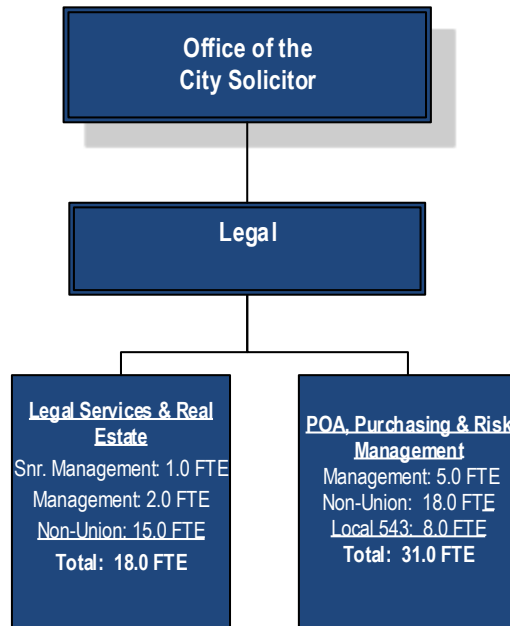 Office of the
City Solicitor
Legal
Legal Services & Real
Estate
Snr. Management: 1.0 FTE
Management: 2.0 FTE
Non-Union: 15.0 FTE
Total: 18.0 FTE
POA, Purchasing & Risk
Management
Management: 5.0 FTE
Non-Union: 18.0 FTE
Local 543: 8.0 FTE
Total: 31.0 FTE